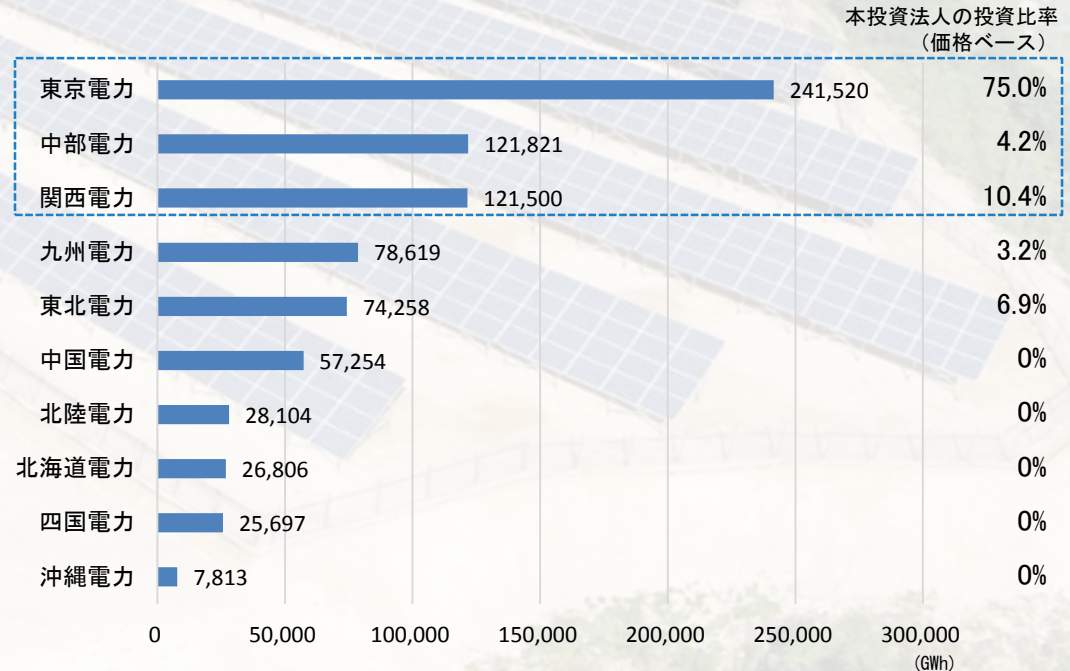 本投資法人の投資比率
（価格ベース）
東京電力 241,520 75.0%
中部電力 121,821 4.2%
関西電力 121,500 10.4%
九州電力 78,619 3.2%
東北電力 74,258 6.9%
中国電力 57,254 0%
北陸電力 28,104 0%
北海道電力 26,806 0%
四国電力 25,697 0%
沖縄電力 7,813 0%
0 50,000 100,000 150,000 200,000 250,000 300,000
(GWh)